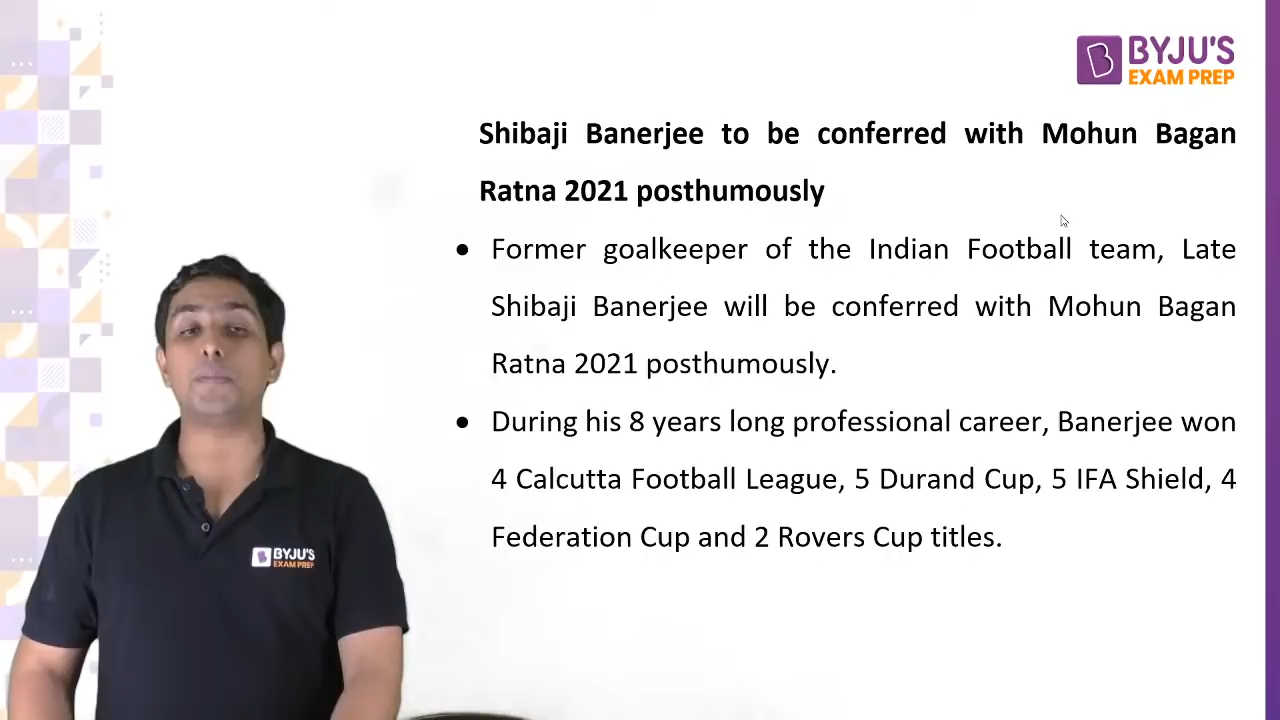 BYJU'S
EXAM PREP
Shibaji Banerjee to be conferred with Mohun Bagan
Ratna 2021 posthumously
• Former goalkeeper of the Indian Football team, Late
Shibaji Banerjee will be conferred with Mohun Bagan
Ratna 2021 posthumously.
• During his 8 years long professional career, Banerjee won
4 Calcutta Football League, 5 Durand Cup, 5 IFA Shield, 4
Federation Cup and 2 Rovers Cup titles.
BYJU'S
EXAM PREP